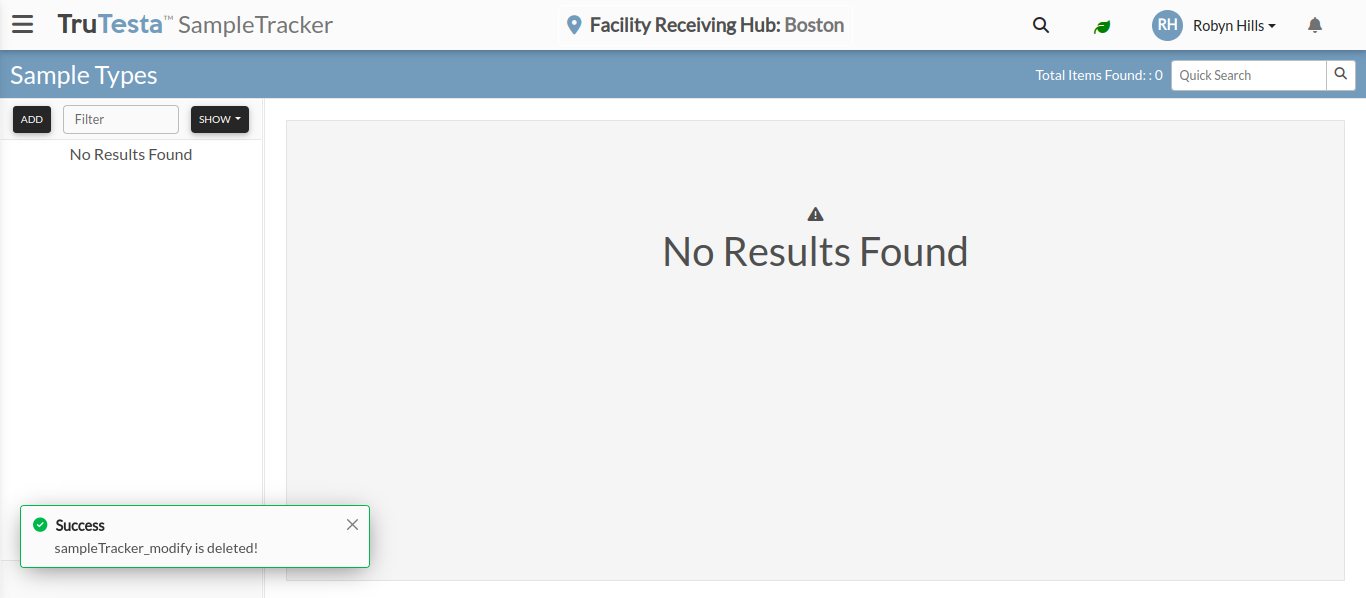 TruTesta™ SampleTracker
Facility Receiving Hub: Boston
RH
Robyn Hills
Sample Types
Total Items Found: : 0
Quick Search
ADD
Filter
SHOW
No Results Found
No Results Found
Success
sampleTracker_modify is deleted!